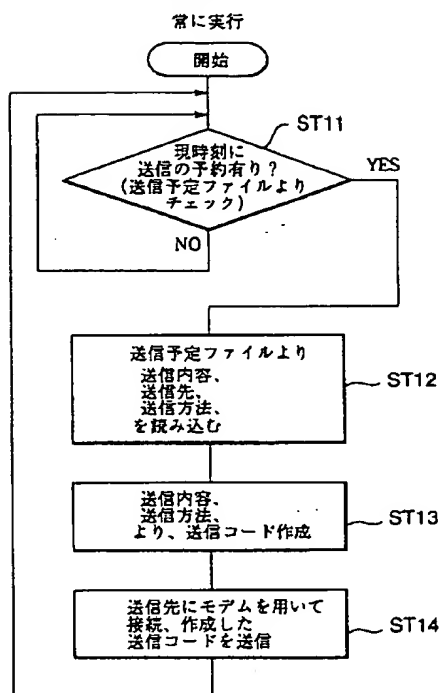 常に実行
開始
ST11
現時刻に
送信の予約有り?
(送信予定ファイルより
チェック)
YES
NO
送信予定ファイルより
送信内容、
送信先、
送信方法、
を読み込む
ST12
送信内容、
送信方法、
より、送信コード作成
ST13
送信先にモデムを用いて
接続、作成した
送信コードを送信
ST14